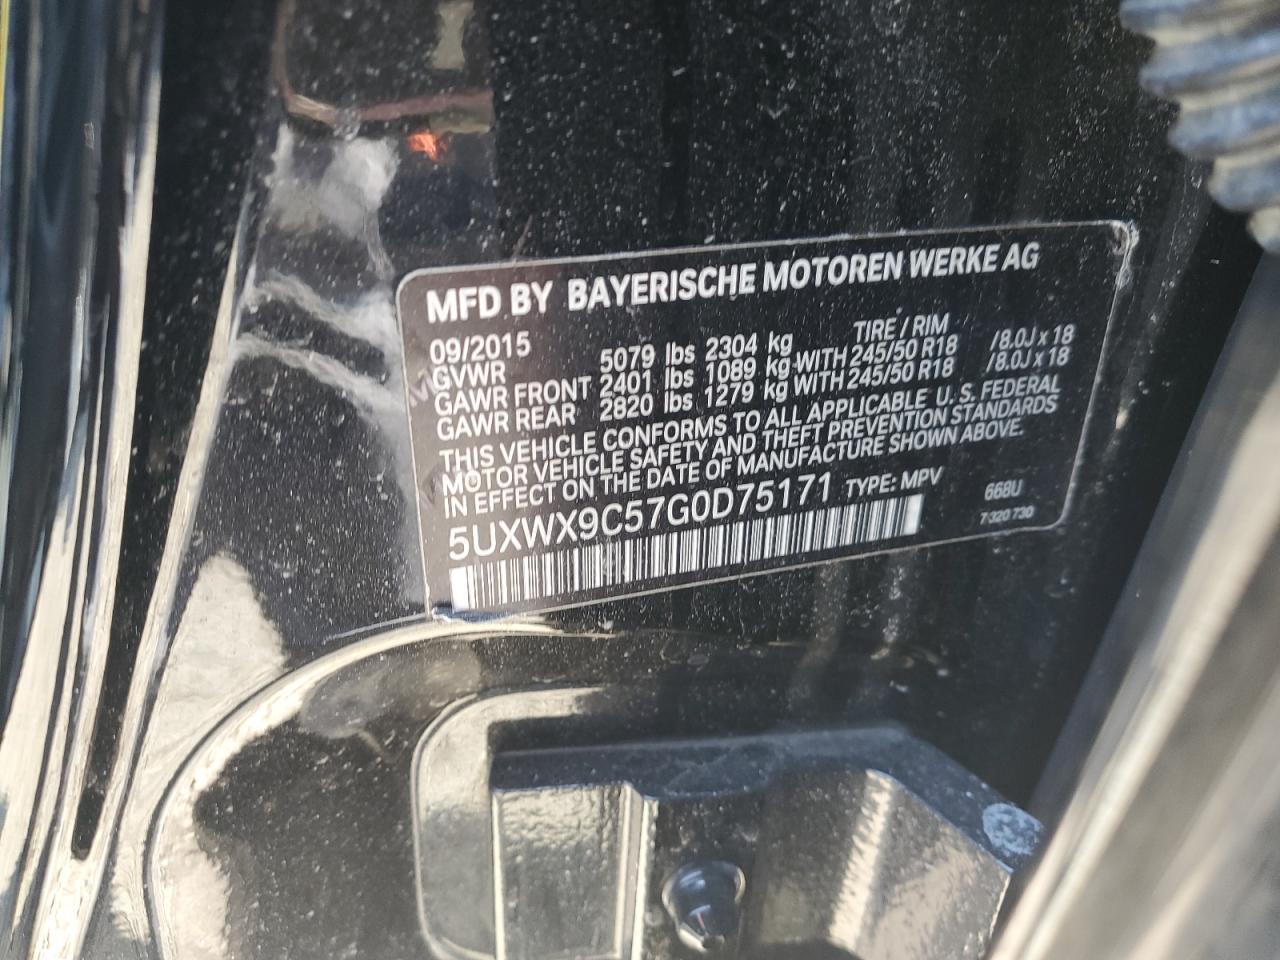 MFD BY BAYERISCHE MOTOREN WERKE AG
09/2015 TIRE / RIM
GVWR 5079 lbs 2304 kg
GAWR FRONT 2401 lbs 1089 kg WITH 245/50 R18 /8.0J x 18
GAWR REAR 2820 lbs 1279 kg WITH 245/50 R18 /8.0J x 18
THIS VEHICLE CONFORMS TO ALL APPLICABLE U.S. FEDERAL
MOTOR VEHICLE SAFETY AND THEFT PREVENTION STANDARDS
IN EFFECT ON THE DATE OF MANUFACTURE SHOWN ABOVE.
5UXWX9C57G0D75171 TYPE: MPV 668U
7 320 730